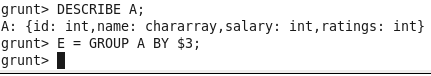 grunt> DESCRIBE A;
A: {id: int,name: chararray,salary: int,ratings: int}
grunt> E = GROUP A BY $3;
grunt>